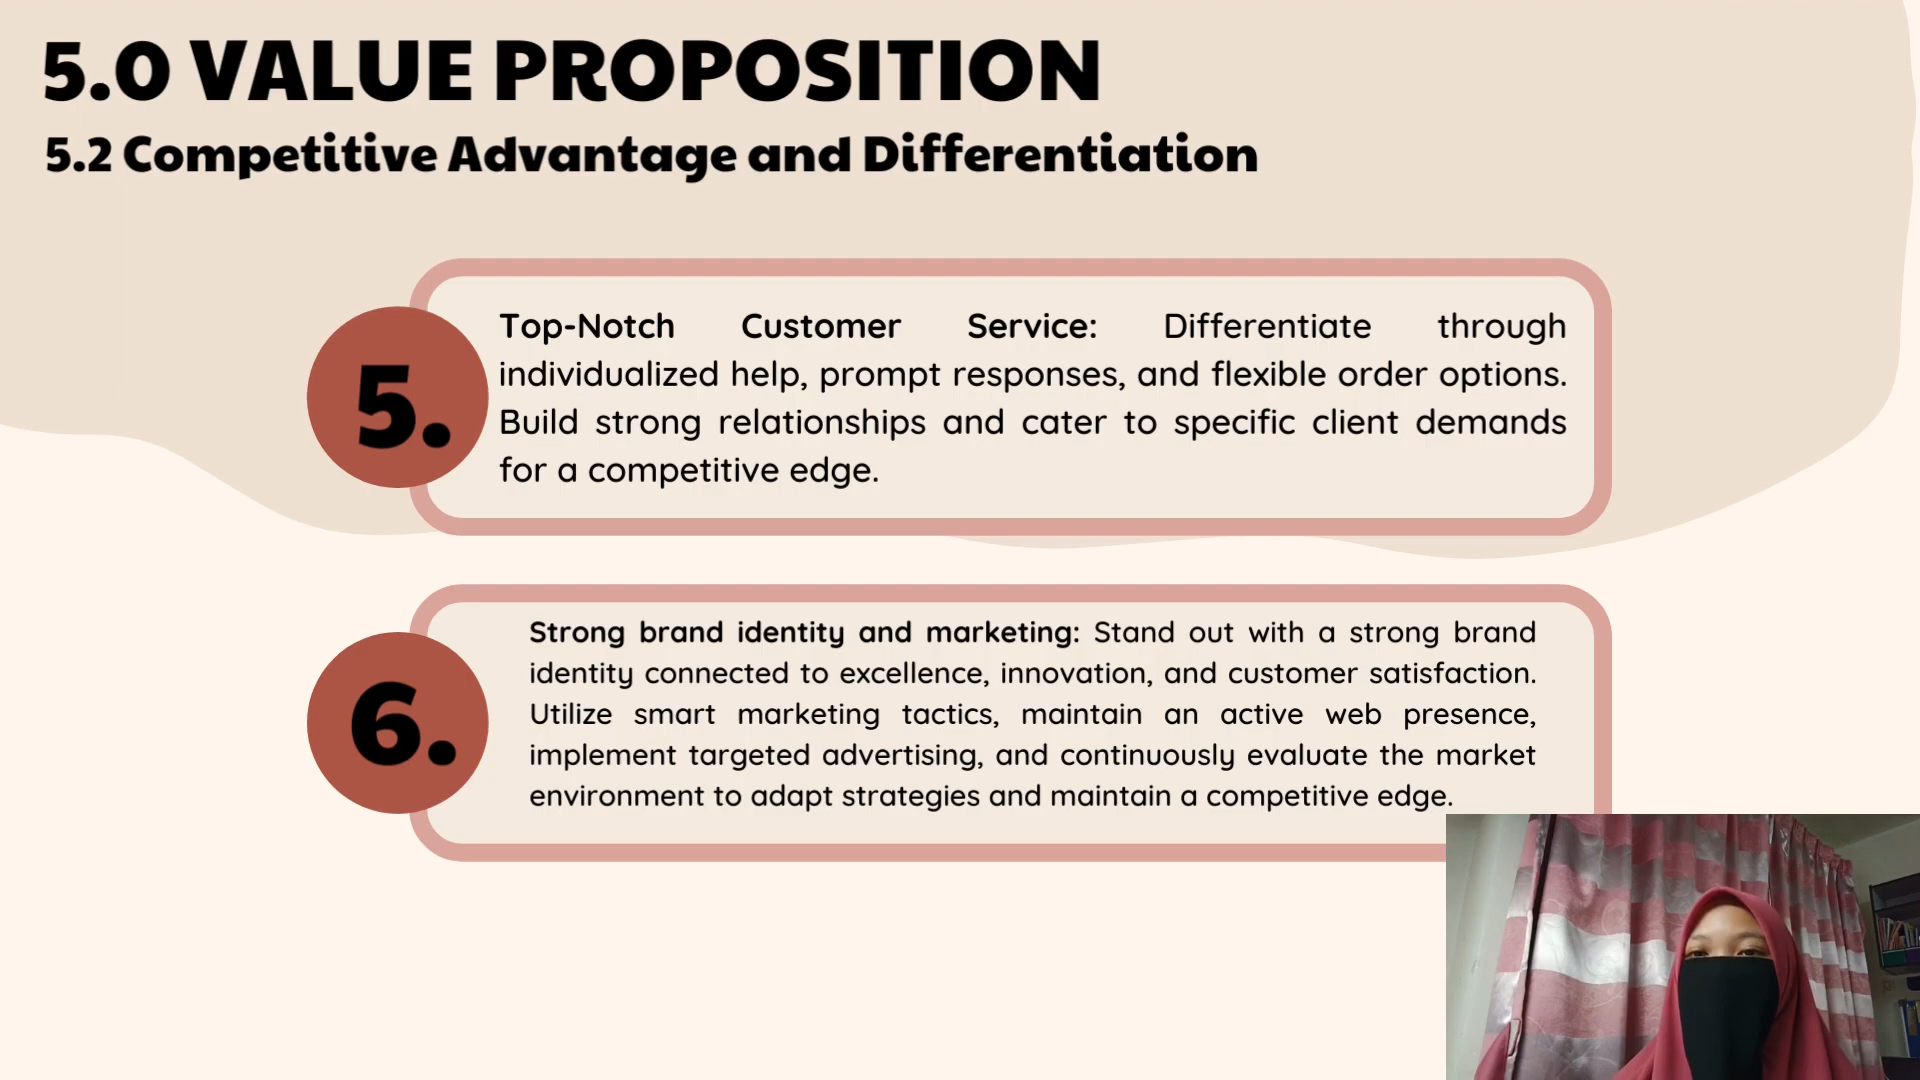 5.0 VALUE PROPOSITION
5.2 Competitive Advantage and Differentiation
5.
Top-Notch Customer Service: Differentiate through
individualized help, prompt responses, and flexible order options.
Build strong relationships and cater to specific client demands
for a competitive edge.
6.
Strong brand identity and marketing: Stand out with a strong brand
identity connected to excellence, innovation, and customer satisfaction.
Utilize smart marketing tactics, maintain an active web presence,
implement targeted advertising, and continuously evaluate the market
environment to adapt strategies and maintain a competitive edge.